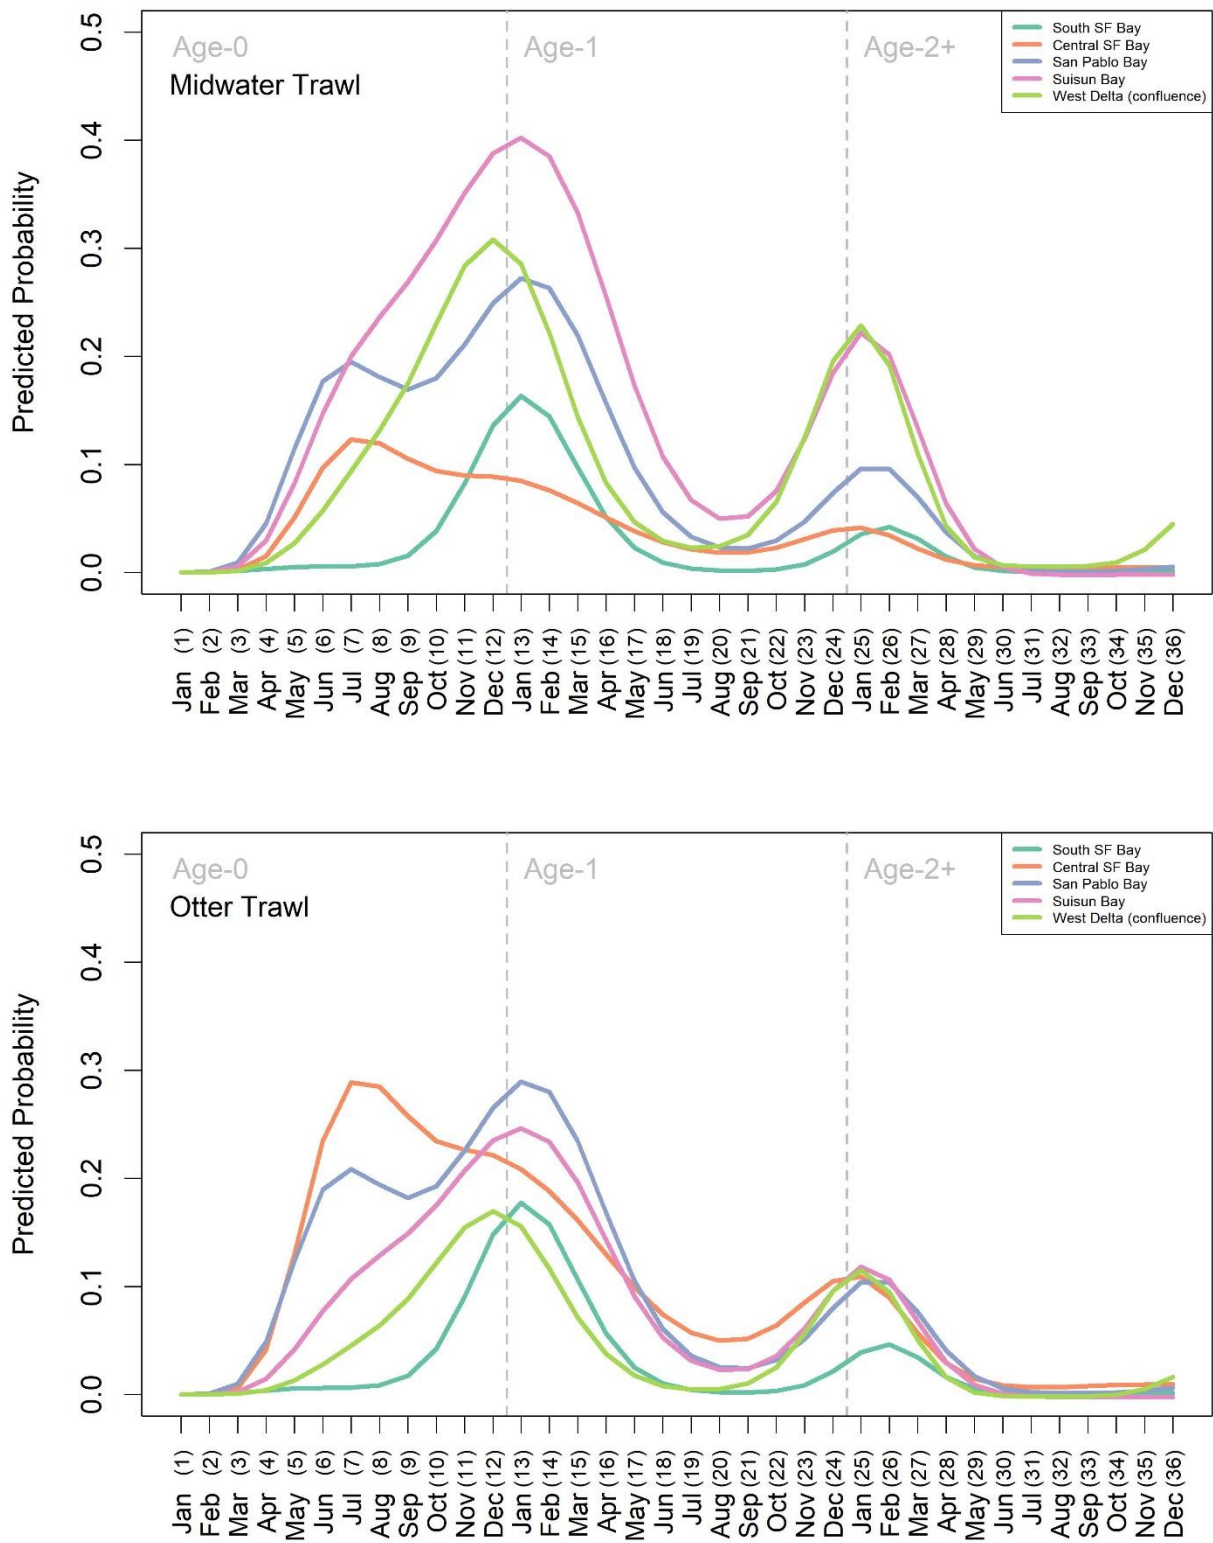 Age-0
Age-1
Age-2+
Midwater Trawl
South SF Bay
Central SF Bay
San Pablo Bay
Suisun Bay
West Delta (confluence)
Predicted Probability
0.5
0.4
0.3
0.2
0.1
0.0
Jan (1)
Feb (2)
Mar (3)
Apr (4)
May (5)
Jun (6)
Jul (7)
Aug (8)
Sep (9)
Oct (10)
Nov (11)
Dec (12)
Jan (13)
Feb (14)
Mar (15)
Apr (16)
May (17)
Jun (18)
Jul (19)
Aug (20)
Sep (21)
Oct (22)
Nov (23)
Dec (24)
Jan (25)
Feb (26)
Mar (27)
Apr (28)
May (29)
Jun (30)
Jul (31)
Aug (32)
Sep (33)
Oct (34)
Nov (35)
Dec (36)
Age-0
Age-1
Age-2+
Otter Trawl
South SF Bay
Central SF Bay
San Pablo Bay
Suisun Bay
West Delta (confluence)
Predicted Probability
0.5
0.4
0.3
0.2
0.1
0.0
Jan (1)
Feb (2)
Mar (3)
Apr (4)
May (5)
Jun (6)
Jul (7)
Aug (8)
Sep (9)
Oct (10)
Nov (11)
Dec (12)
Jan (13)
Feb (14)
Mar (15)
Apr (16)
May (17)
Jun (18)
Jul (19)
Aug (20)
Sep (21)
Oct (22)
Nov (23)
Dec (24)
Jan (25)
Feb (26)
Mar (27)
Apr (28)
May (29)
Jun (30)
Jul (31)
Aug (32)
Sep (33)
Oct (34)
Nov (35)
Dec (36)